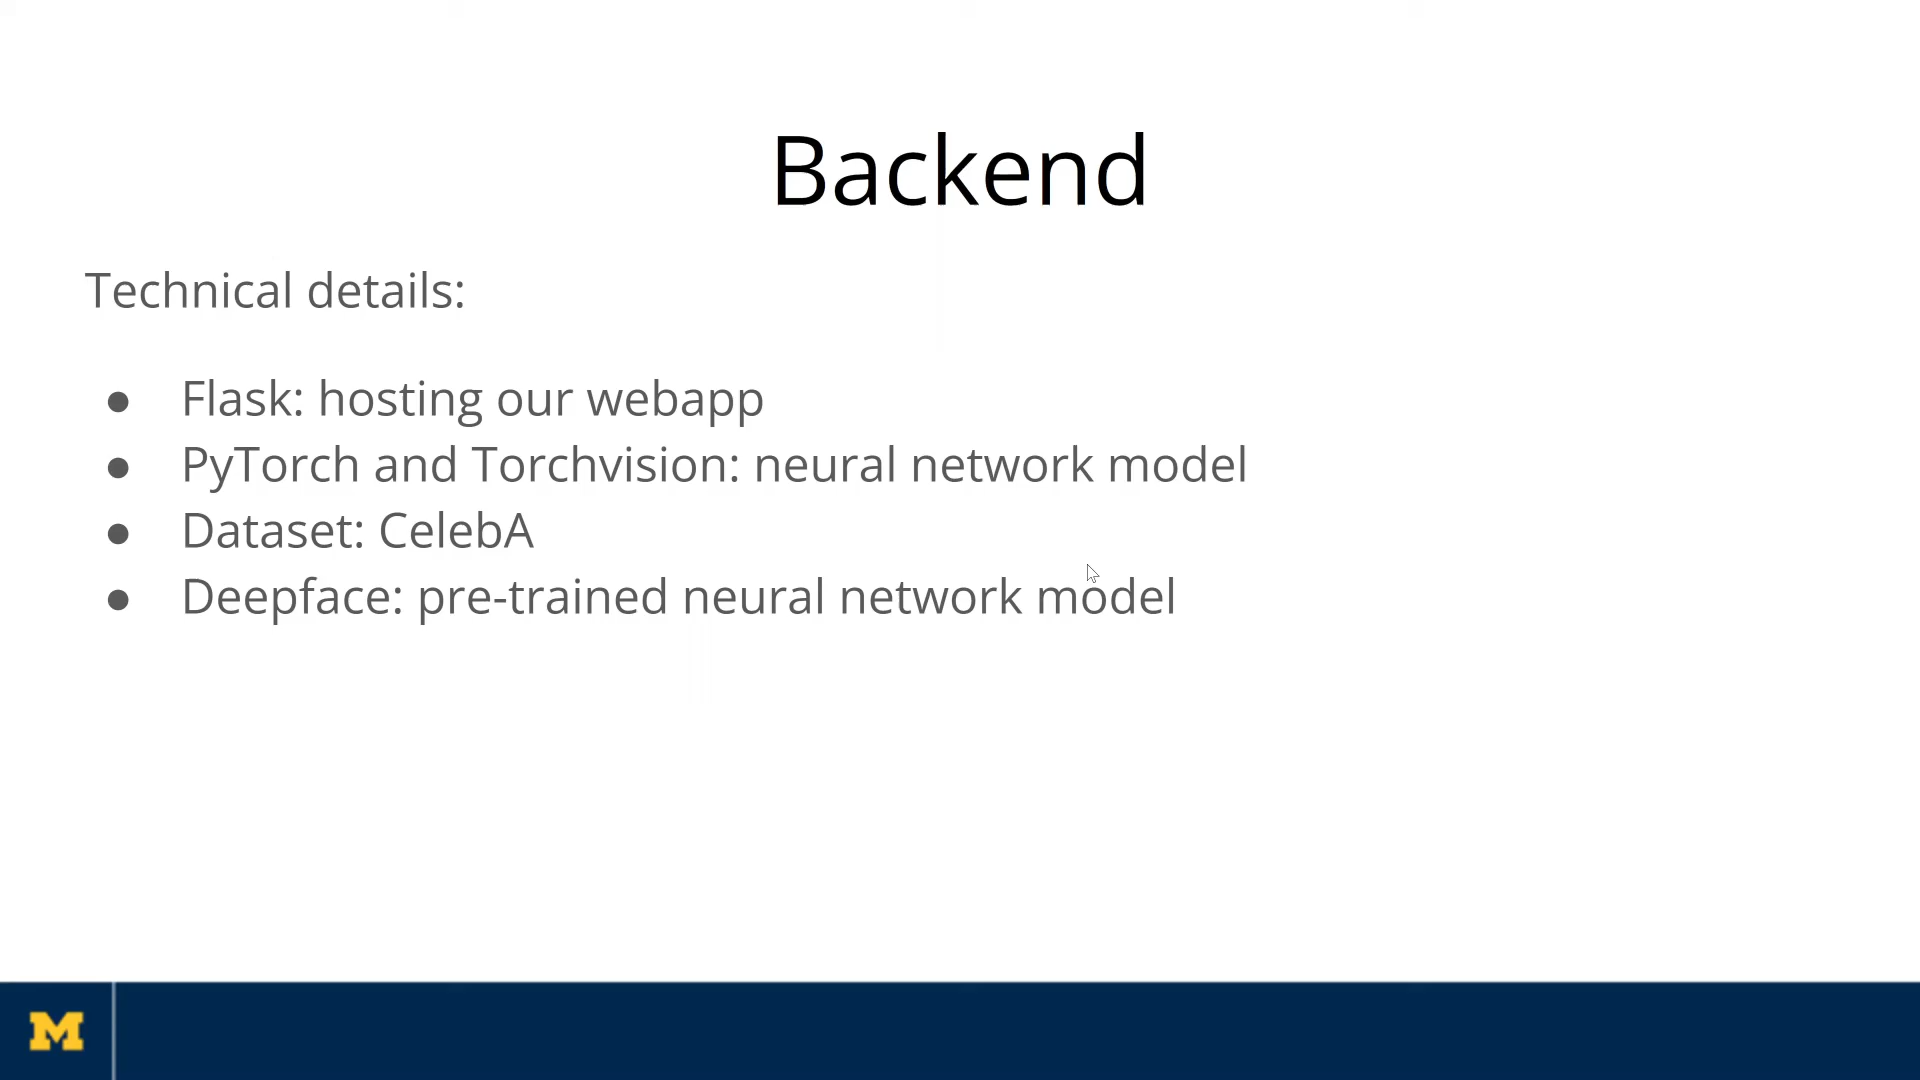 Backend
Technical details:
● Flask: hosting our webapp
● PyTorch and Torchvision: neural network model
● Dataset: CelebA
● Deepface: pre-trained neural network model
M